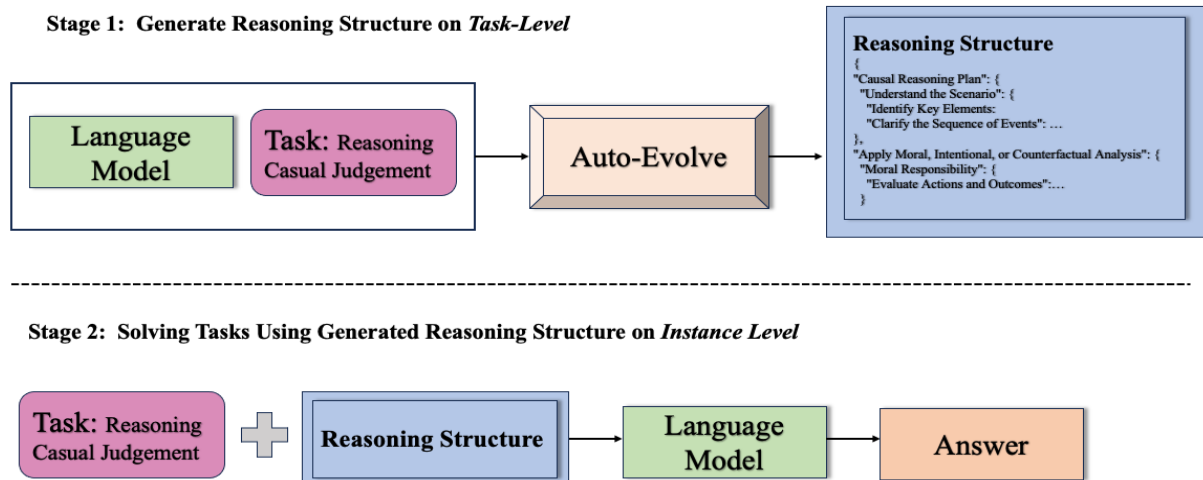 Stage 1: Generate Reasoning Structure on Task-Level
Language
Model
Task: Reasoning
Casual Judgement
Auto-Evolve
Reasoning Structure
{
"Causal Reasoning Plan": {
"Understand the Scenario": {
"Identify Key Elements:
"Clarify the Sequence of Events": …
},
"Apply Moral, Intentional, or Counterfactual Analysis": {
"Moral Responsibility": {
"Evaluate Actions and Outcomes":…
}
Stage 2: Solving Tasks Using Generated Reasoning Structure on Instance Level
Task: Reasoning
Casual Judgement
Reasoning Structure
Language
Model
Answer